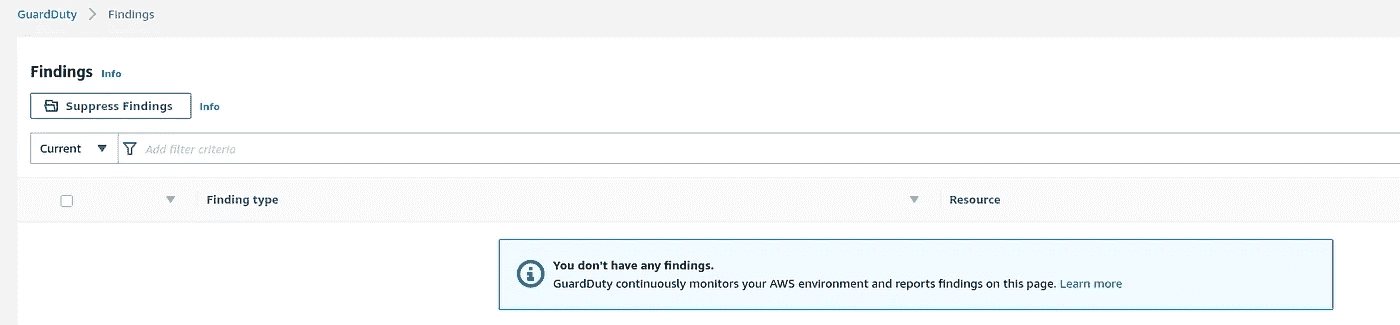 GuardDuty > Findings
Findings Info
Suppress Findings Info
Current Add filter criteria
Finding type Resource
You don't have any findings.
GuardDuty continuously monitors your AWS environment and reports findings on this page. Learn more